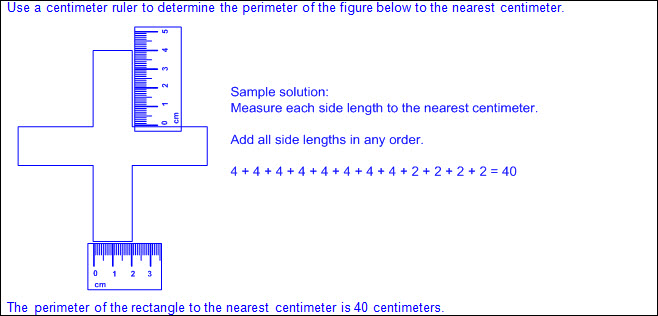 Use a centimeter ruler to determine the perimeter of the figure below to the nearest centimeter.
5
4
3
2
1
0
cm
Sample solution:
Measure each side length to the nearest centimeter.
Add all side lengths in any order.
4 + 4 + 4 + 4 + 4 + 4 + 4 + 4 + 2 + 2 + 2 + 2 = 40
0 1 2 3
cm
The perimeter of the rectangle to the nearest centimeter is 40 centimeters.